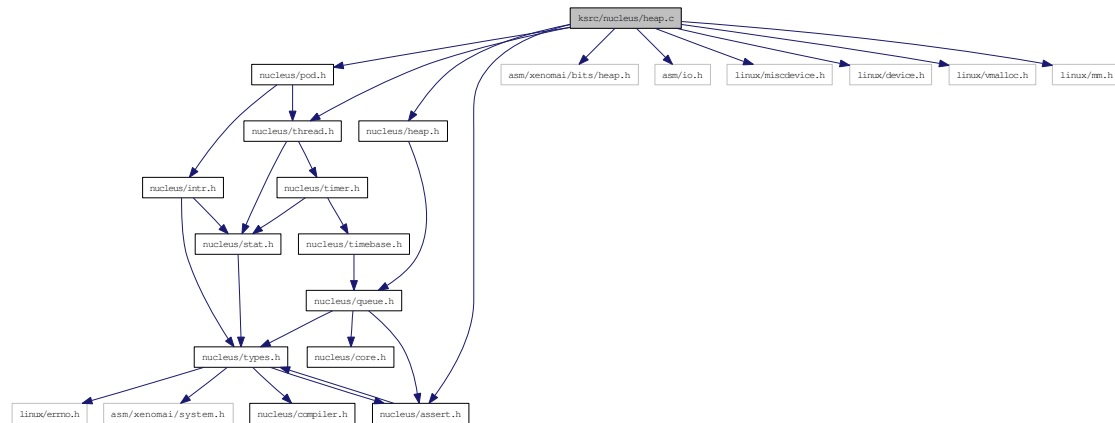 ksrc/nucleus/heap.c
nucleus/pod.h
asm/xenomai/bits/heap.h
asm/io.h
linux/miscdevice.h
linux/device.h
linux/vmalloc.h
linux/mm.h
nucleus/thread.h
nucleus/heap.h
nucleus/intr.h
nucleus/timer.h
nucleus/stat.h
nucleus/timebase.h
nucleus/queue.h
nucleus/types.h
nucleus/core.h
linux/errno.h
asm/xenomai/system.h
nucleus/compiler.h
nucleus/assert.h